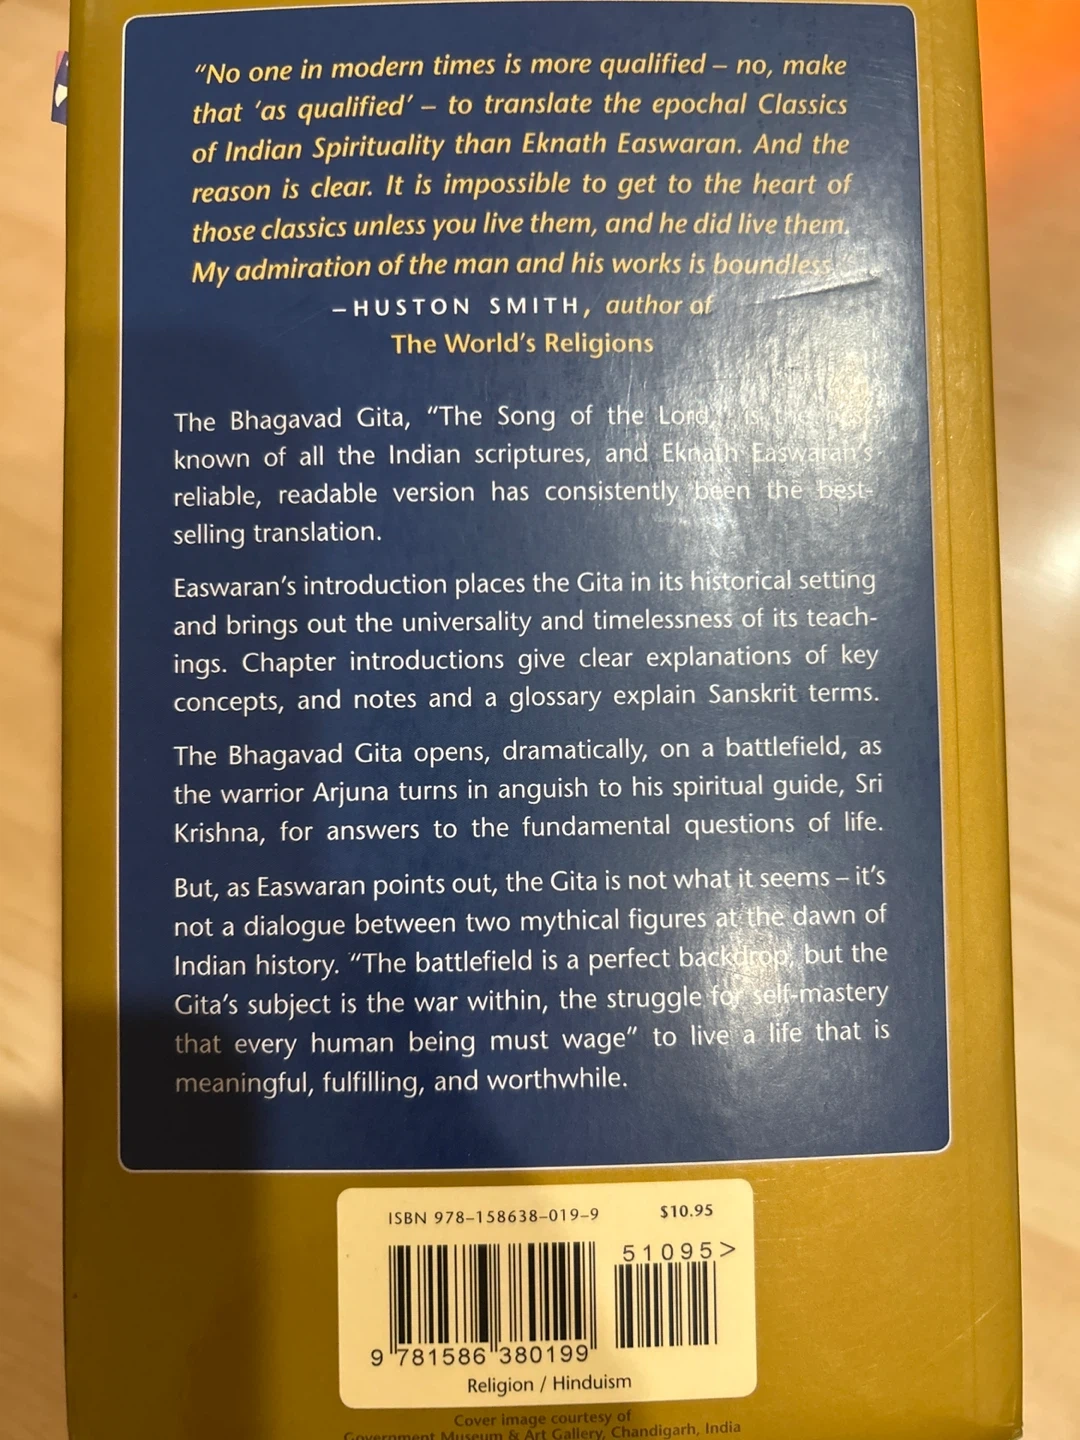 “No one in modern times is more qualified – no, make
that ‘as qualified’ – to translate the epochal Classics
of Indian Spirituality than Eknath Easwaran. And the
reason is clear. It is impossible to get to the heart of
those classics unless you live them, and he did live them.
My admiration of the man and his works is boundless.
–HUSTON SMITH, author of
The World’s Religions
The Bhagavad Gita, “The Song of the Lord,” is the best-
known of all the Indian scriptures, and Eknath Easwaran’s
reliable, readable version has consistently been the best-
selling translation.
Easwaran’s introduction places the Gita in its historical setting
and brings out the universality and timelessness of its teach-
ings. Chapter introductions give clear explanations of key
concepts, and notes and a glossary explain Sanskrit terms.
The Bhagavad Gita opens, dramatically, on a battlefield, as
the warrior Arjuna turns in anguish to his spiritual guide, Sri
Krishna, for answers to the fundamental questions of life.
But, as Easwaran points out, the Gita is not what it seems – it’s
not a dialogue between two mythical figures at the dawn of
Indian history. “The battlefield is a perfect backdrop, but the
Gita’s subject is the war within, the struggle for self-mastery
that every human being must wage” to live a life that is
meaningful, fulfilling, and worthwhile.
ISBN 978–158638–019–9 $10.95
51095>
9 781586 380199
Religion / Hinduism
Cover image courtesy of
Government Museum & Art Gallery, Chandigarh, India